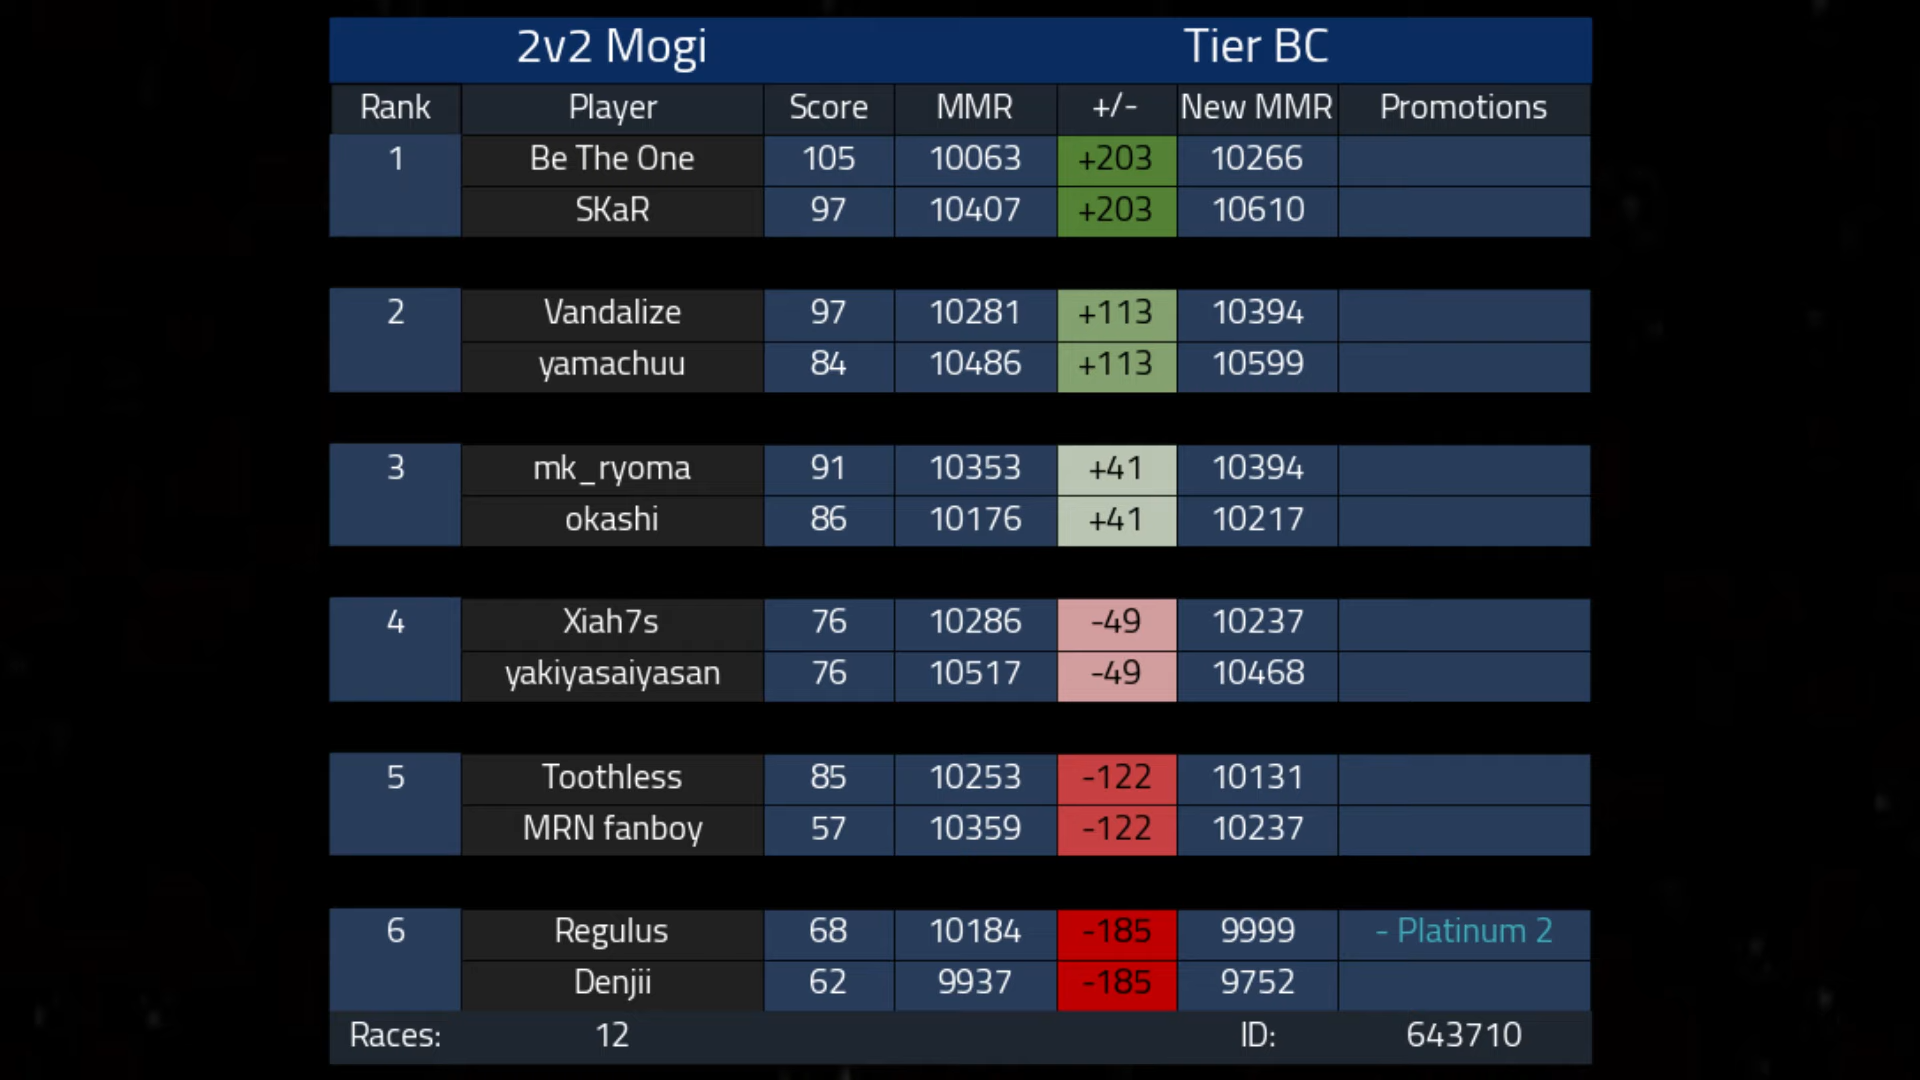 2v2 Mogi Tier BC
Rank Player Score MMR +/- New MMR Promotions
1 Be The One 105 10063 +203 10266
SKaR 97 10407 +203 10610
2 Vandalize 97 10281 +113 10394
yamachuu 84 10486 +113 10599
3 mk_ryoma 91 10353 +41 10394
okashi 86 10176 +41 10217
4 Xiah7s 76 10286 -49 10237
yakiyasaiyasan 76 10517 -49 10468
5 Toothless 85 10253 -122 10131
MRN fanboy 57 10359 -122 10237
6 Regulus 68 10184 -185 9999 - Platinum 2
Denjii 62 9937 -185 9752
Races: 12 ID: 643710